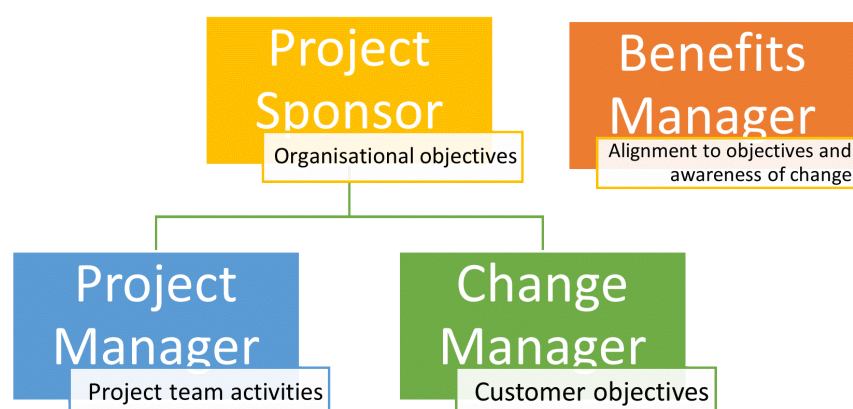 Project
Sponsor
Organisational objectives
Benefits
Manager
Alignment to objectives and
awareness of change
Project
Manager
Project team activities
Change
Manager
Customer objectives